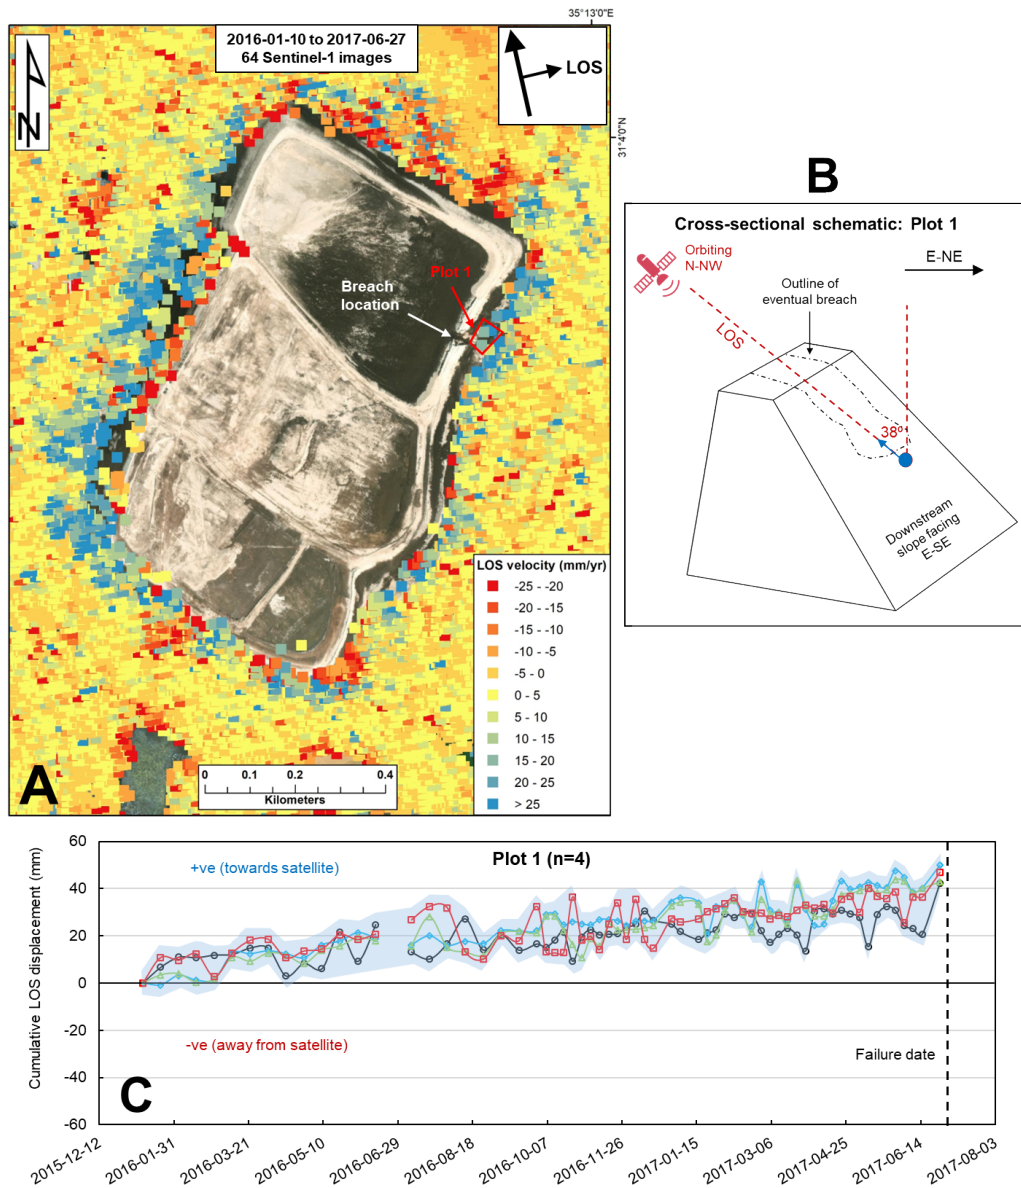 35°13'0"E
2016-01-10 to 2017-06-27
64 Sentinel-1 images
LOS
N
31°4'0"N
Plot 1
Breach
location
LOS velocity (mm/yr)
-25 - -20
-20 - -15
-15 - -10
-10 - -5
-5 - 0
0 - 5
5 - 10
10 - 15
15 - 20
20 - 25
> 25
0 0.1 0.2 0.4
Kilometers
A
B
Cross-sectional schematic: Plot 1
Orbiting
N-NW
E-NE
Outline of
eventual breach
LOS
38º
Downstream
slope facing
E-SE
Cumulative LOS displacement (mm)
60
40
20
0
-20
-40
-60
+ve (towards satellite)
Plot 1 (n=4)
-ve (away from satellite)
Failure date
C
2015-12-12
2016-01-31
2016-03-21
2016-05-10
2016-06-29
2016-08-18
2016-10-07
2016-11-26
2017-01-15
2017-03-06
2017-04-25
2017-06-14
2017-08-03